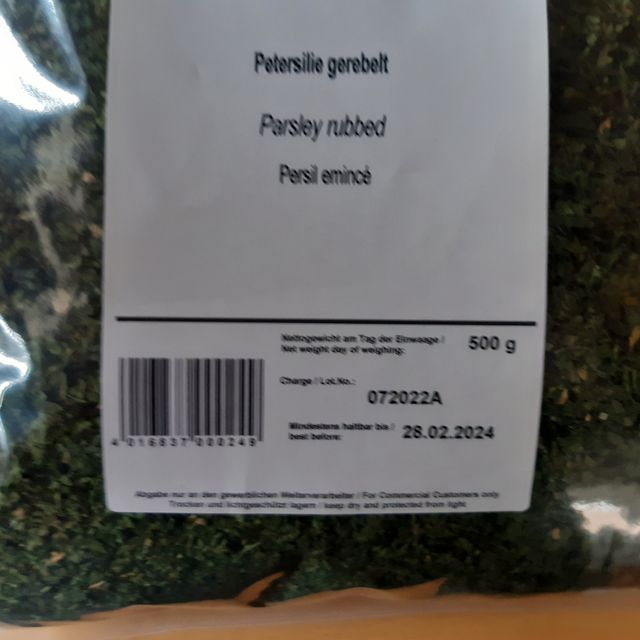 Petersilie gerebelt
Parsley rubbed
Persil emincé
Nettogewicht am Tag der Einwaage /
Net weight day of weighing:
500 g
Charge / Lot.No.:
072022A
Mindestens haltbar bis /
best before:
28.02.2024
4 016837 000249
Abgabe nur an den gewerblichen Weiterverarbeiter / For Commercial Customers only
Trocken und lichtgeschützt lagern / keep dry and protected from light